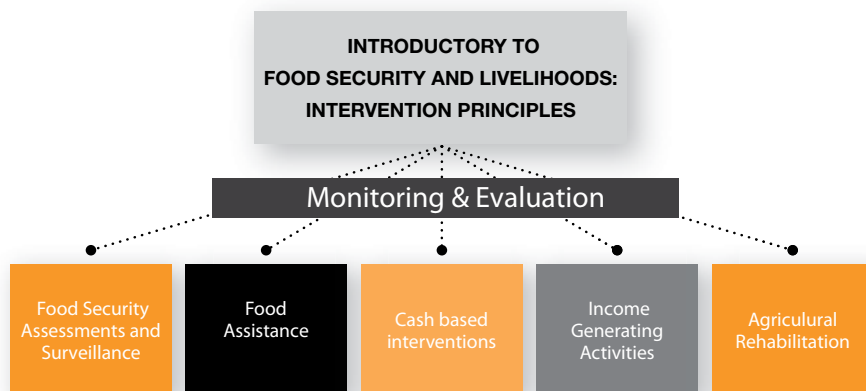 INTRODUCTORY TO
FOOD SECURITY AND LIVELIHOODS:
INTERVENTION PRINCIPLES
Monitoring & Evaluation
Food Security
Assessments and
Surveillance
Food
Assistance
Cash based
interventions
Income
Generating
Activities
Agriculural
Rehabilitation